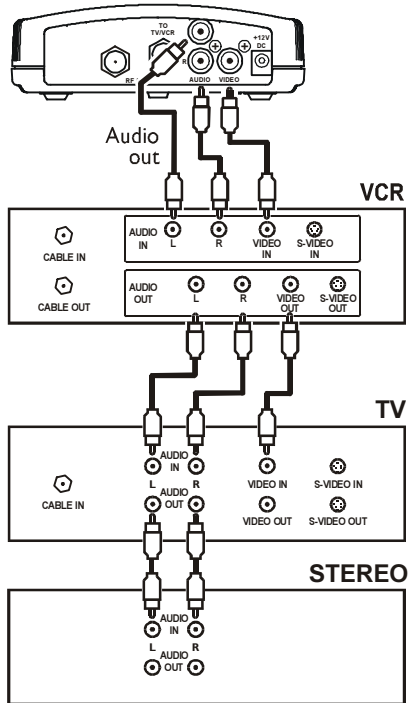 TO
TV/VCR
+12V
DC
R
RF
AUDIO
VIDEO
Audio
out
VCR
CABLE IN
AUDIO
IN
L
R
VIDEO
IN
S-VIDEO
IN
CABLE OUT
AUDIO
OUT
L
R
VIDEO
OUT
S-VIDEO
OUT
TV
CABLE IN
AUDIO
IN
L
R
AUDIO
OUT
VIDEO IN
S-VIDEO IN
VIDEO OUT
S-VIDEO OUT
STEREO
AUDIO
IN
L
R
AUDIO
OUT